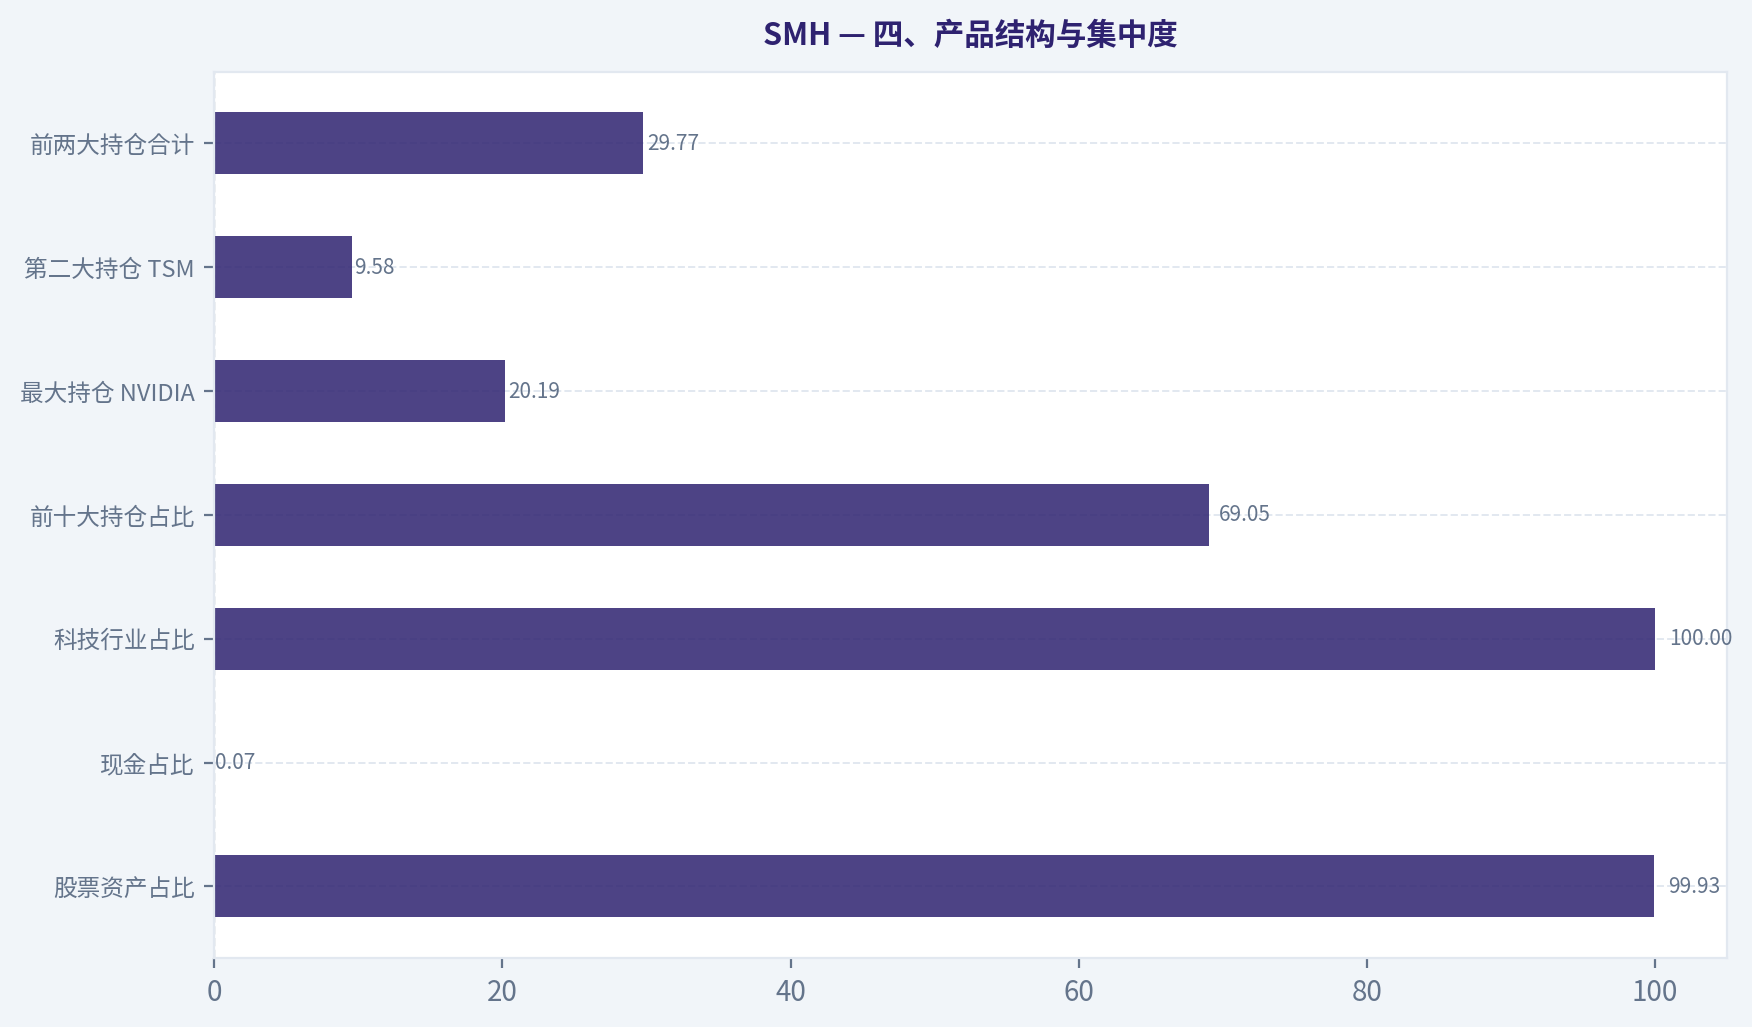 SMH — 四、产品结构与集中度
前两大持仓合计 29.77
第二大持仓 TSM 9.58
最大持仓 NVIDIA 20.19
前十大持仓占比 69.05
科技行业占比 100.00
现金占比 0.07
股票资产占比 99.93
0 20 40 60 80 100